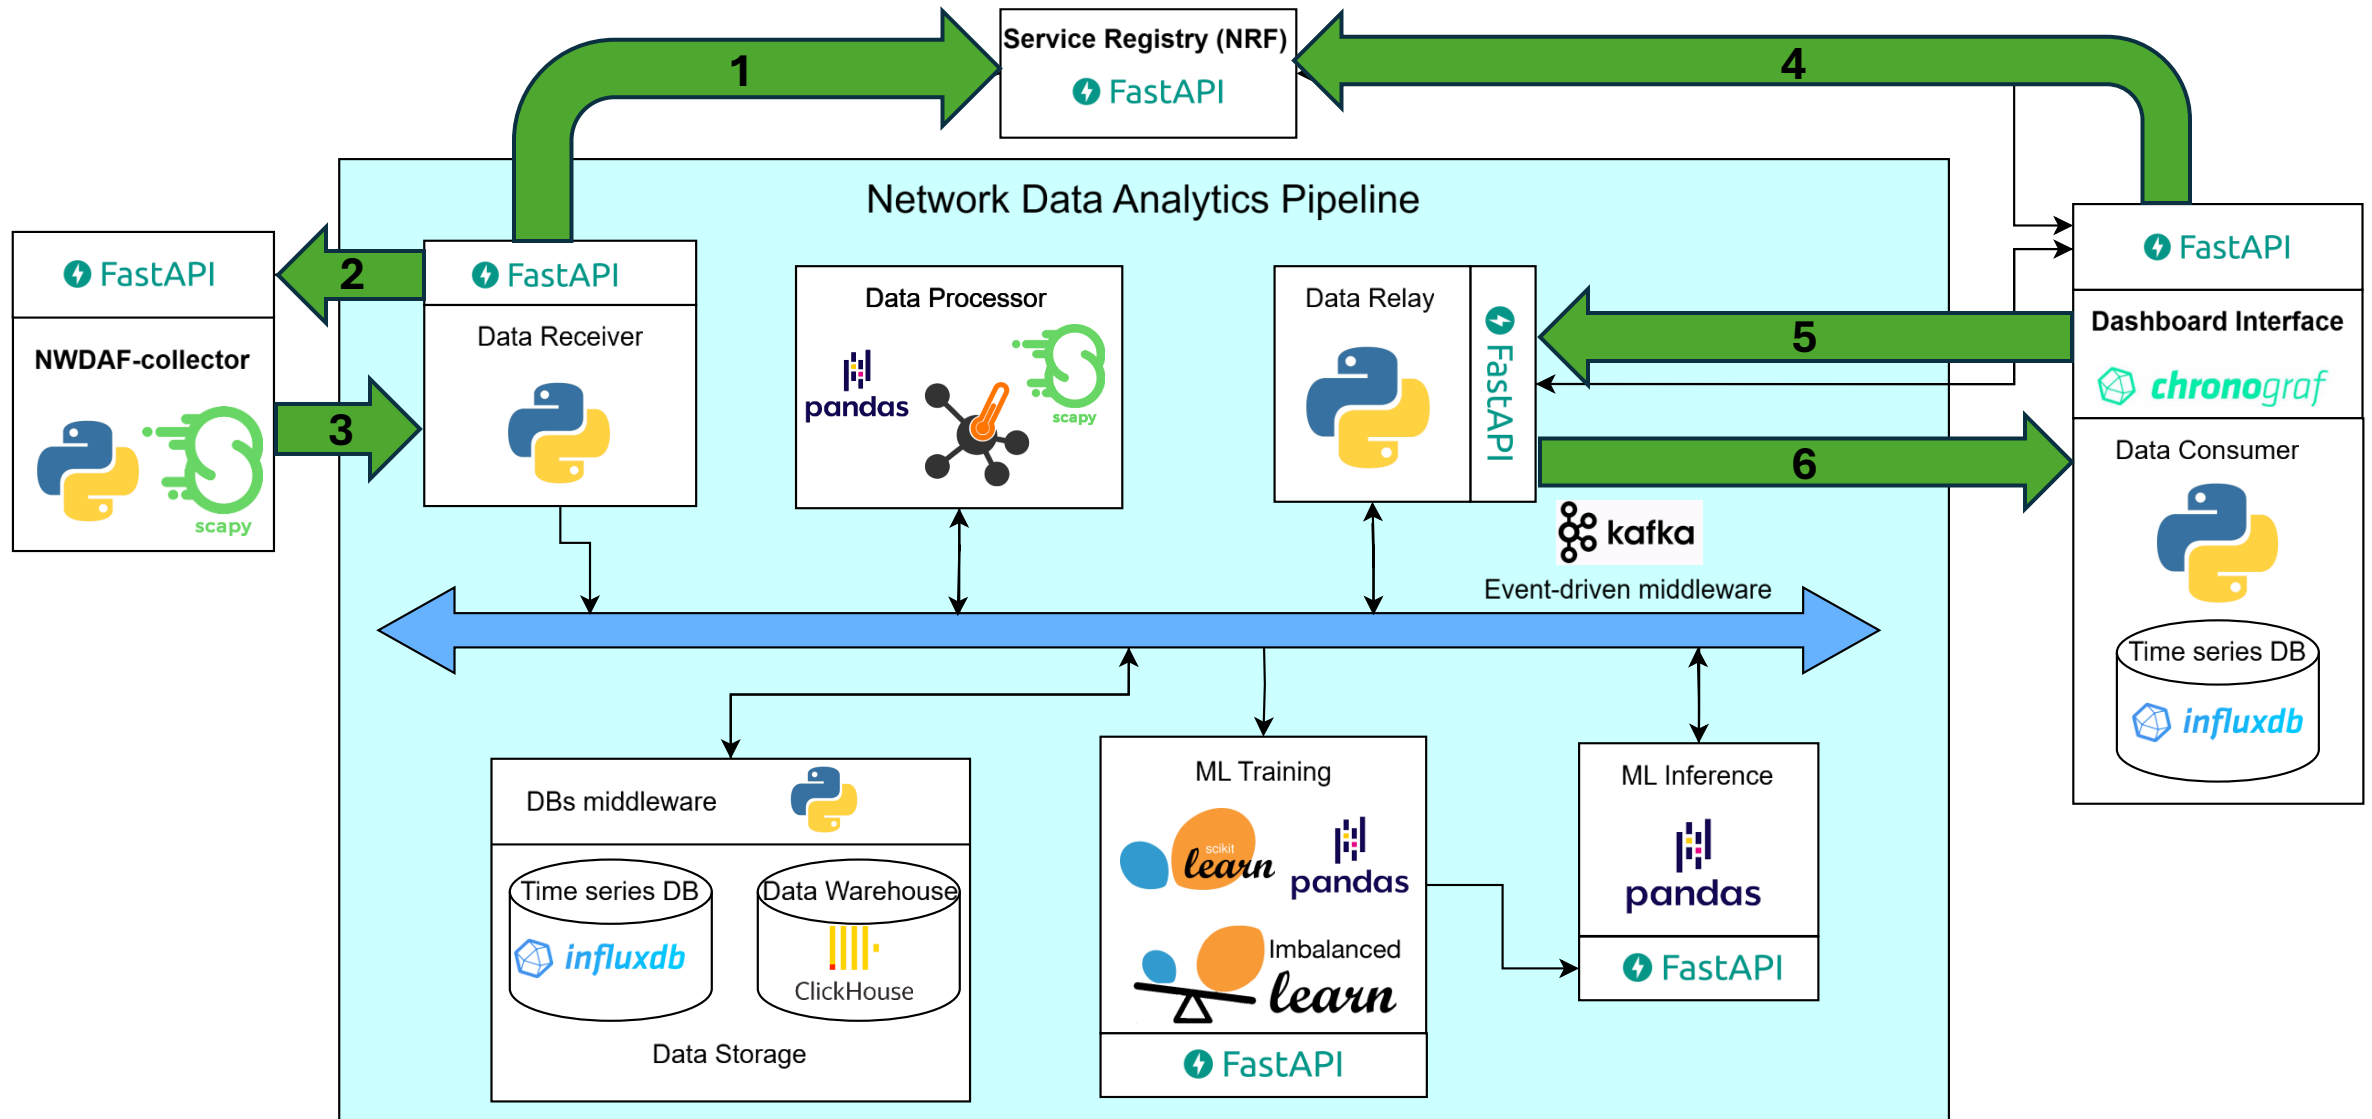 1
Service Registry (NRF)
FastAPI
4
Network Data Analytics Pipeline
FastAPI
NWDAF-collector
scapy
2
3
FastAPI
Data Receiver
Data Processor
pandas
scapy
Data Relay
FastAPI
5
6
FastAPI
Dashboard Interface
chronograf
Data Consumer
Time series DB
influxdb
kafka
Event-driven middleware
DBs middleware
Time series DB
influxdb
Data Warehouse
ClickHouse
Data Storage
ML Training
scikit
learn
pandas
Imbalanced
learn
FastAPI
ML Inference
pandas
FastAPI